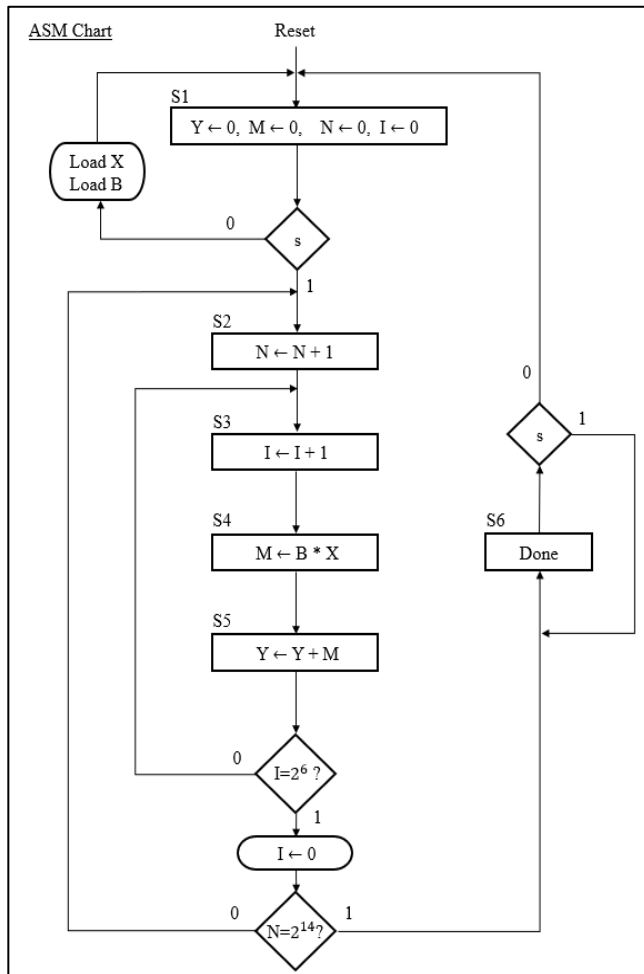 ASM Chart
Reset
S1
Y ← 0, M ← 0, N ← 0, I ← 0
Load X
Load B
0
s
1
S2
N ← N + 1
0
S3
I ← I + 1
s
1
S4
M ← B * X
S6
Done
S5
Y ← Y + M
0
I=2⁶ ?
1
I ← 0
0
N=2¹⁴?
1